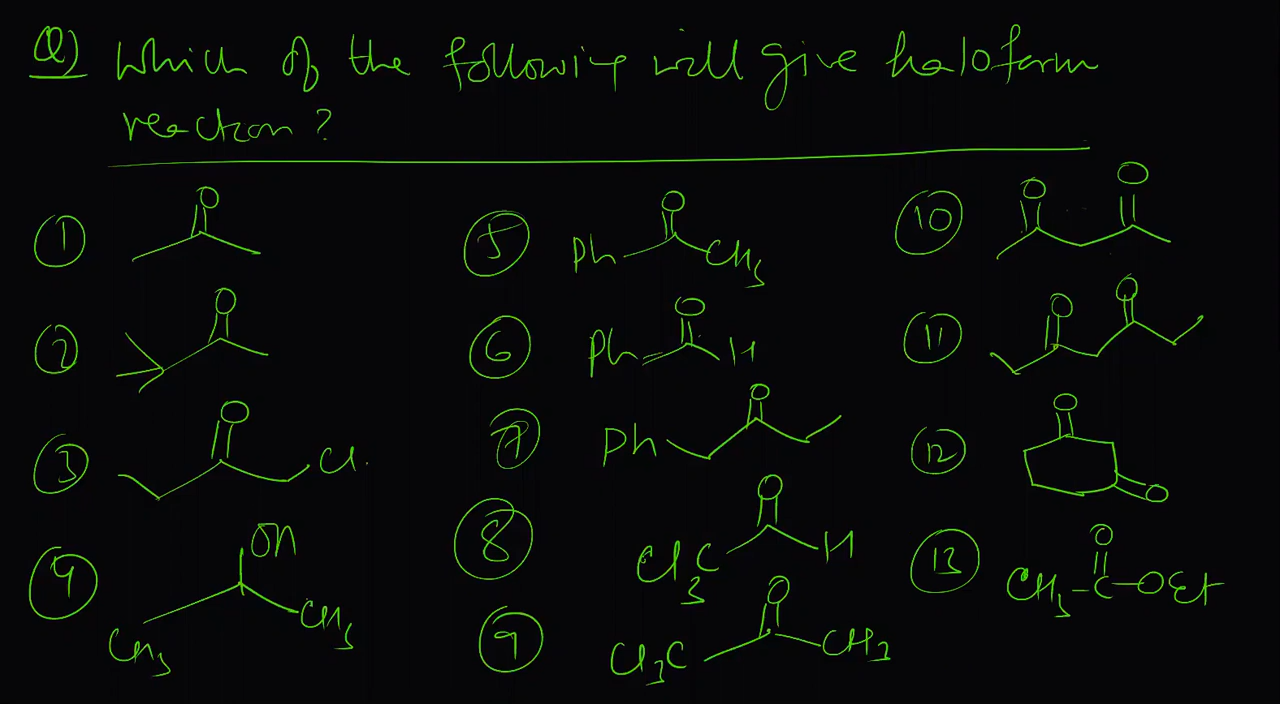 Q) Which of the following will give haloform
reaction?
1
O
2
O
3
O
Cl
4
OH
CH3
CH3
5
O
Ph CH3
6
O
Ph H
7
O
Ph
8
O
Cl3C H
9
O
Cl3C CH3
10
O O
11
O O
12
O
O
13
O
CH3-C-OEt